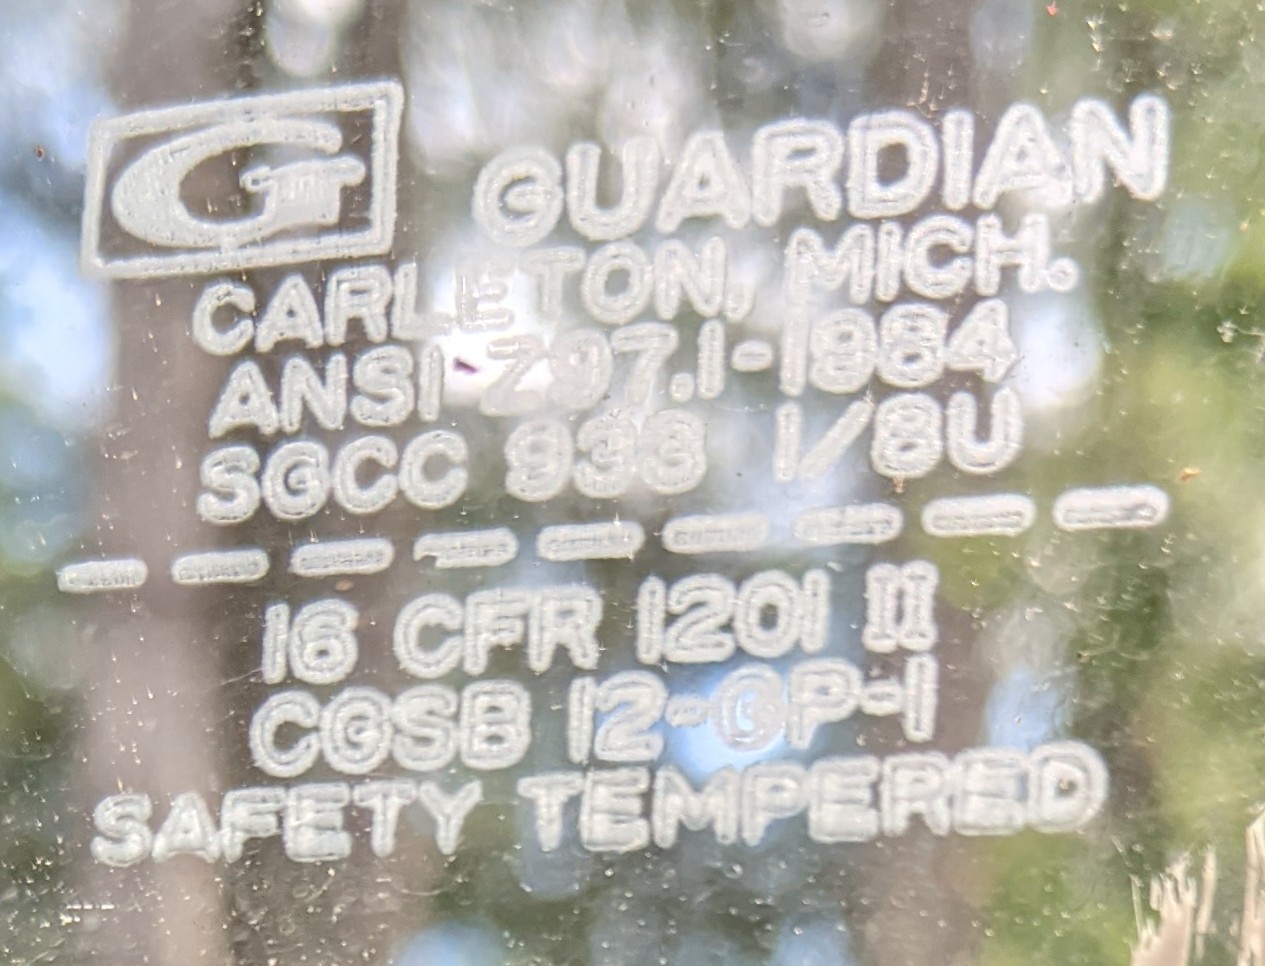 G GUARDIAN
CARLETON, MICH.
ANSI Z97.1-1984
SGCC 933 1/8U
16 CFR 1201 II
CGSB 12-GP-1
SAFETY TEMPERED